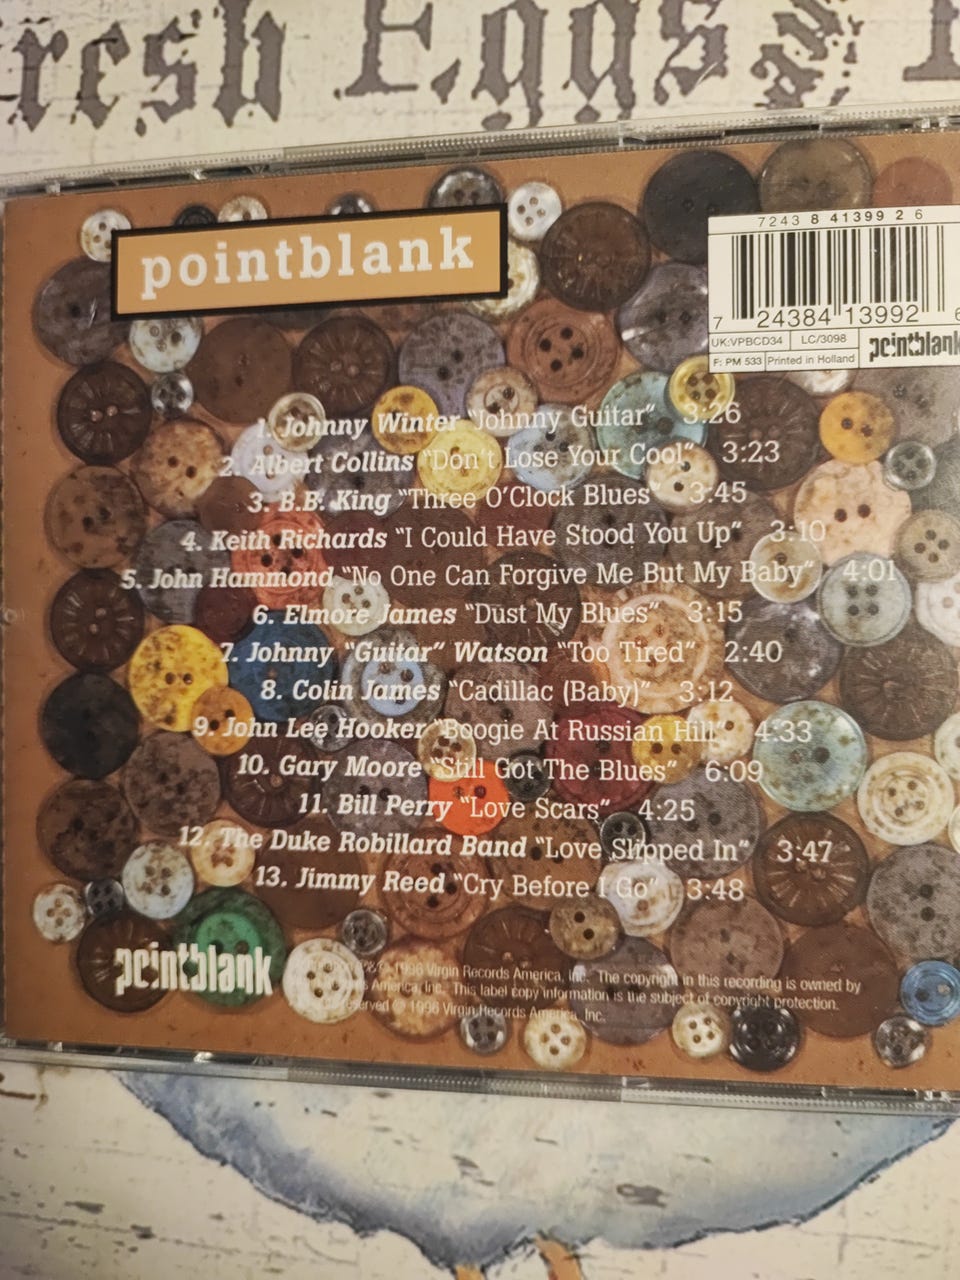 resh Eggs &
pointblank
7243 8 41399 2 6
7 24384 13992 6
UK:VPBCD34 LC/3098
F: PM 533 Printed in Holland
pointblank
1. Johnny Winter "Johnny Guitar" 3:26
2. Albert Collins "Don't Lose Your Cool" 3:23
3. B.B. King "Three O'Clock Blues" 3:45
4. Keith Richards "I Could Have Stood You Up" 3:10
5. John Hammond "No One Can Forgive Me But My Baby" 4:01
6. Elmore James "Dust My Blues" 3:15
7. Johnny "Guitar" Watson "Too Tired" 2:40
8. Colin James "Cadillac (Baby)" 3:12
9. John Lee Hooker "Boogie At Russian Hill" 4:33
10. Gary Moore "Still Got The Blues" 6:09
11. Bill Perry "Love Scars" 4:25
12. The Duke Robillard Band "Love Slipped In" 3:47
13. Jimmy Reed "Cry Before I Go" 3:48
pointblank
℗ & © 1996 Virgin Records America, Inc. The copyright in this recording is owned by
America, Inc. This label copy information is the subject of copyright protection.
© 1996 Virgin Records America, Inc.